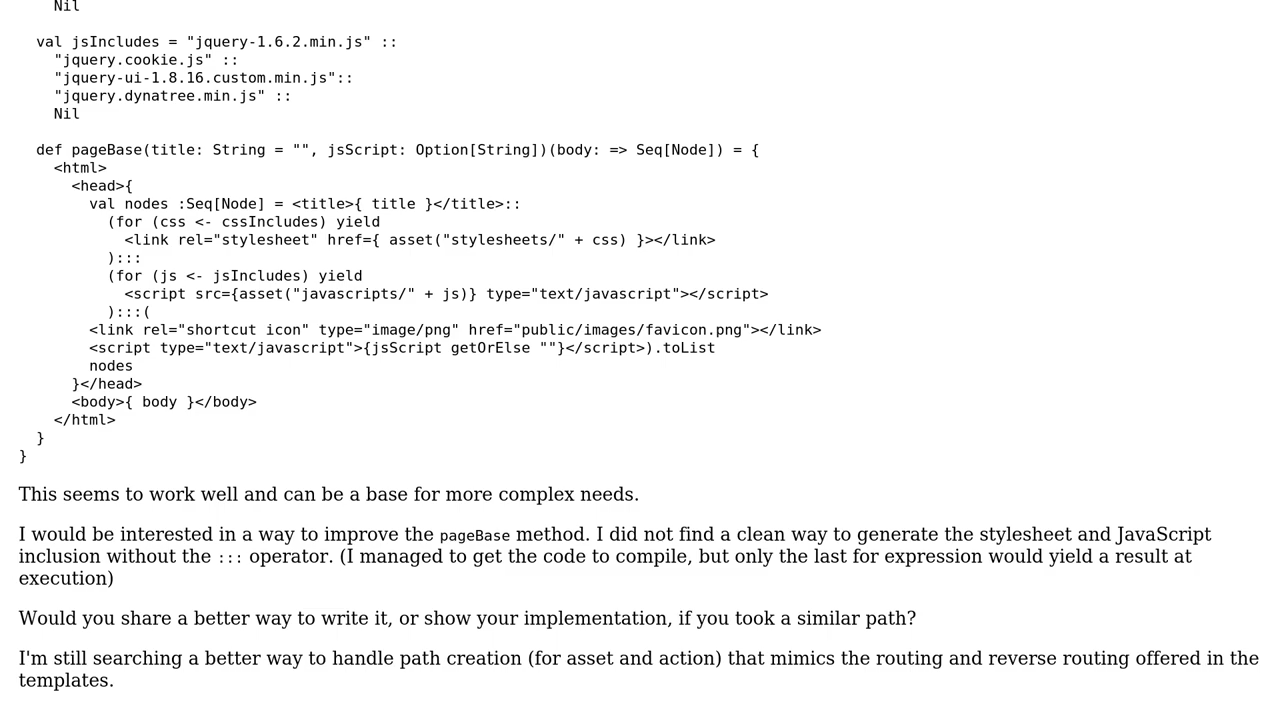 Nil

  val jsIncludes = "jquery-1.6.2.min.js" ::
    "jquery.cookie.js" ::
    "jquery-ui-1.8.16.custom.min.js"::
    "jquery.dynatree.min.js" ::
    Nil

  def pageBase(title: String = "", jsScript: Option[String])(body: => Seq[Node]) = {
    <html>
      <head>{
        val nodes :Seq[Node] = <title>{ title }</title>::
          (for (css <- cssIncludes) yield
            <link rel="stylesheet" href={ asset("stylesheets/" + css) }></link>
          ):::
          (for (js <- jsIncludes) yield
            <script src={asset("javascripts/" + js)} type="text/javascript"></script>
          ):::(
        <link rel="shortcut icon" type="image/png" href="public/images/favicon.png"></link>
        <script type="text/javascript">{jsScript getOrElse ""}</script>).toList
        nodes
      }</head>
      <body>{ body }</body>
    </html>
  }
}
This seems to work well and can be a base for more complex needs.
I would be interested in a way to improve the pageBase method. I did not find a clean way to generate the stylesheet and JavaScript
inclusion without the ::: operator. (I managed to get the code to compile, but only the last for expression would yield a result at
execution)
Would you share a better way to write it, or show your implementation, if you took a similar path?
I'm still searching a better way to handle path creation (for asset and action) that mimics the routing and reverse routing offered in the
templates.